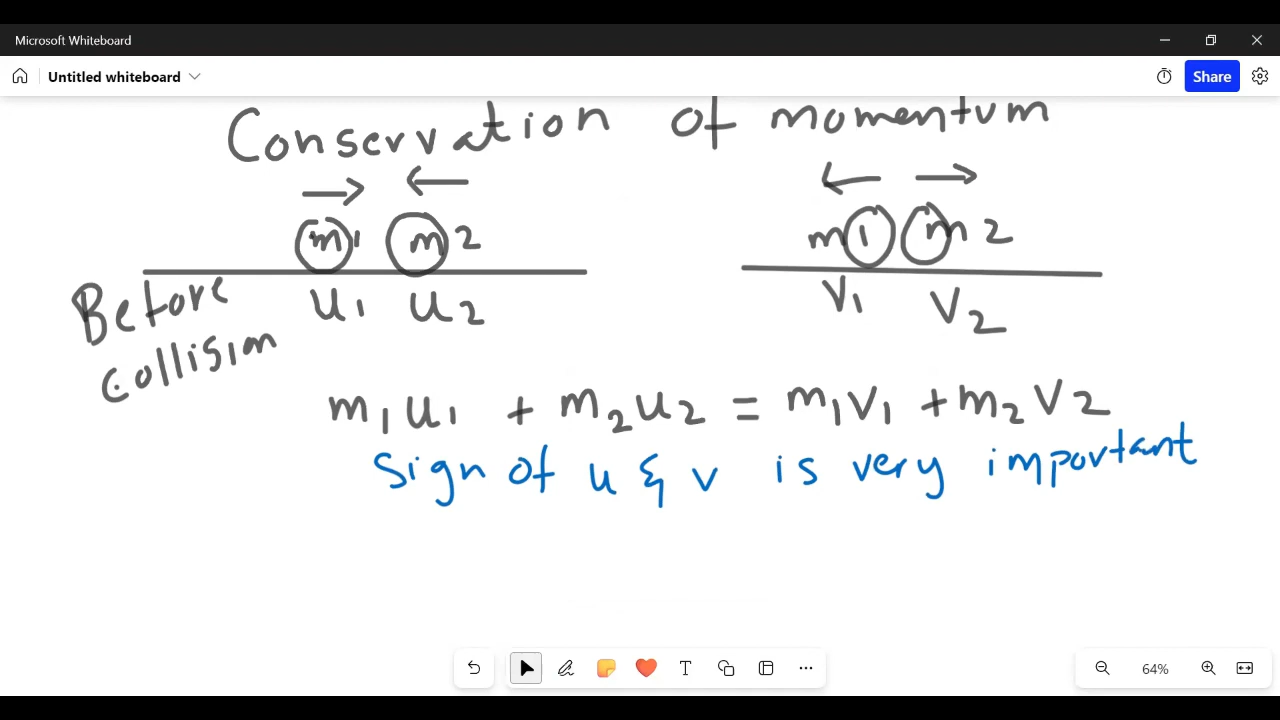 Microsoft Whiteboard
Untitled whiteboard
Share
Conservation of momentum
m1 m2
m1 m2
Before
collision
u1 u2
v1 v2
m1u1 + m2u2 = m1v1 + m2v2
Sign of u & v is very important
64%